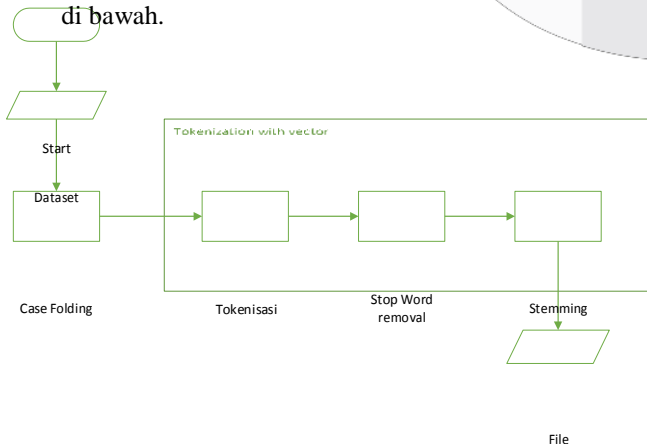 di bawah.
Tokenization with vector
Start
Dataset
Case Folding
Tokenisasi
Stop Word
removal
Stemming
File